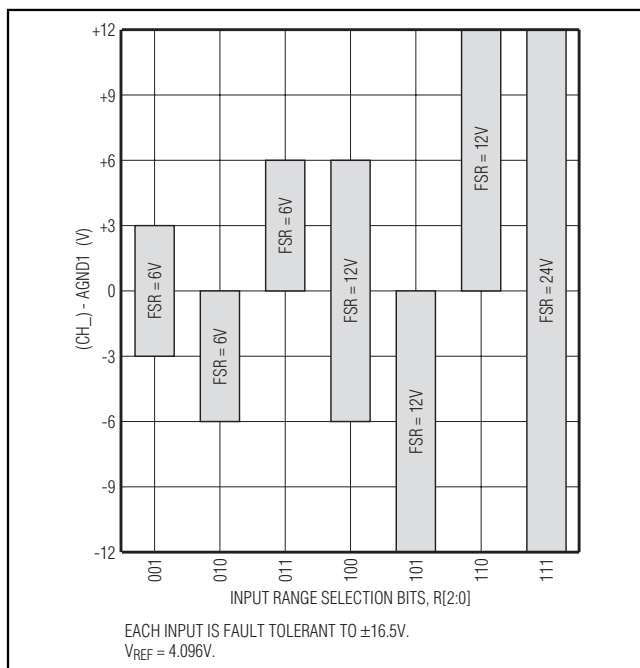 +12
+9
+6
+3
0
-3
-6
-9
-12
(CH_) - AGND1 (V)
FSR = 6V
FSR = 6V
FSR = 6V
FSR = 12V
FSR = 12V
FSR = 12V
FSR = 24V
001
010
011
100
101
110
111
INPUT RANGE SELECTION BITS, R[2:0]
EACH INPUT IS FAULT TOLERANT TO ±16.5V.
VREF = 4.096V.